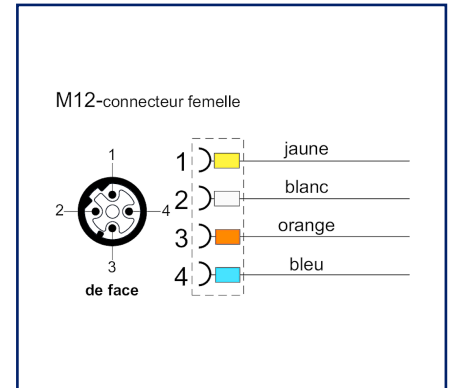 M12-connecteur femelle
1
2
4
3
de face
1 jaune
2 blanc
3 orange
4 bleu